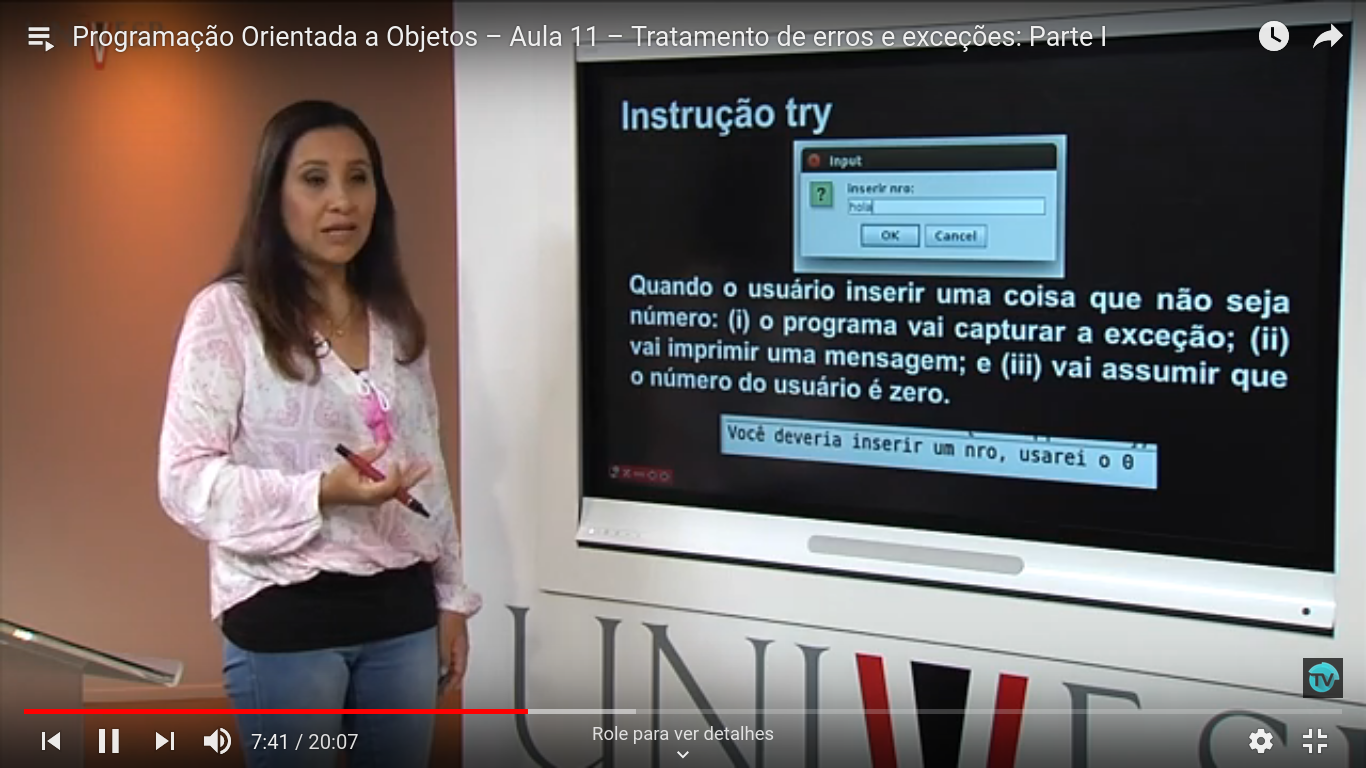 Programação Orientada a Objetos – Aula 11 – Tratamento de erros e exceções: Parte I
Instrução try
Input
Inserir nro:
hola
OK Cancel
Quando o usuário inserir uma coisa que não seja
número: (i) o programa vai capturar a exceção; (ii)
vai imprimir uma mensagem; e (iii) vai assumir que
o número do usuário é zero.
Você deveria inserir um nro, usarei o 0
TV
UNIVES
7:41 / 20:07
Role para ver detalhes